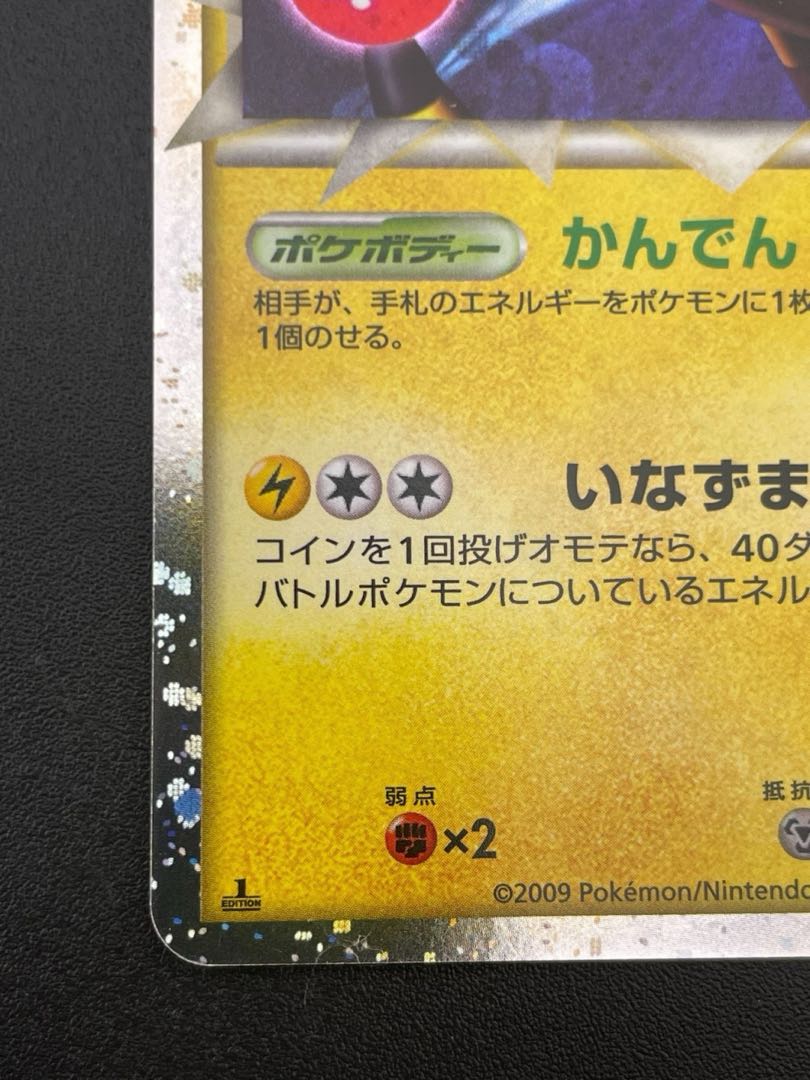 ポケボディー かんでん
相手が、手札のエネルギーをポケモンに1枚
1個のせる。
いなずま
コインを1回投げオモテなら、40ダ
バトルポケモンについているエネル
弱点
抵抗
×2
©2009 Pokémon/Nintendo
1
EDITION